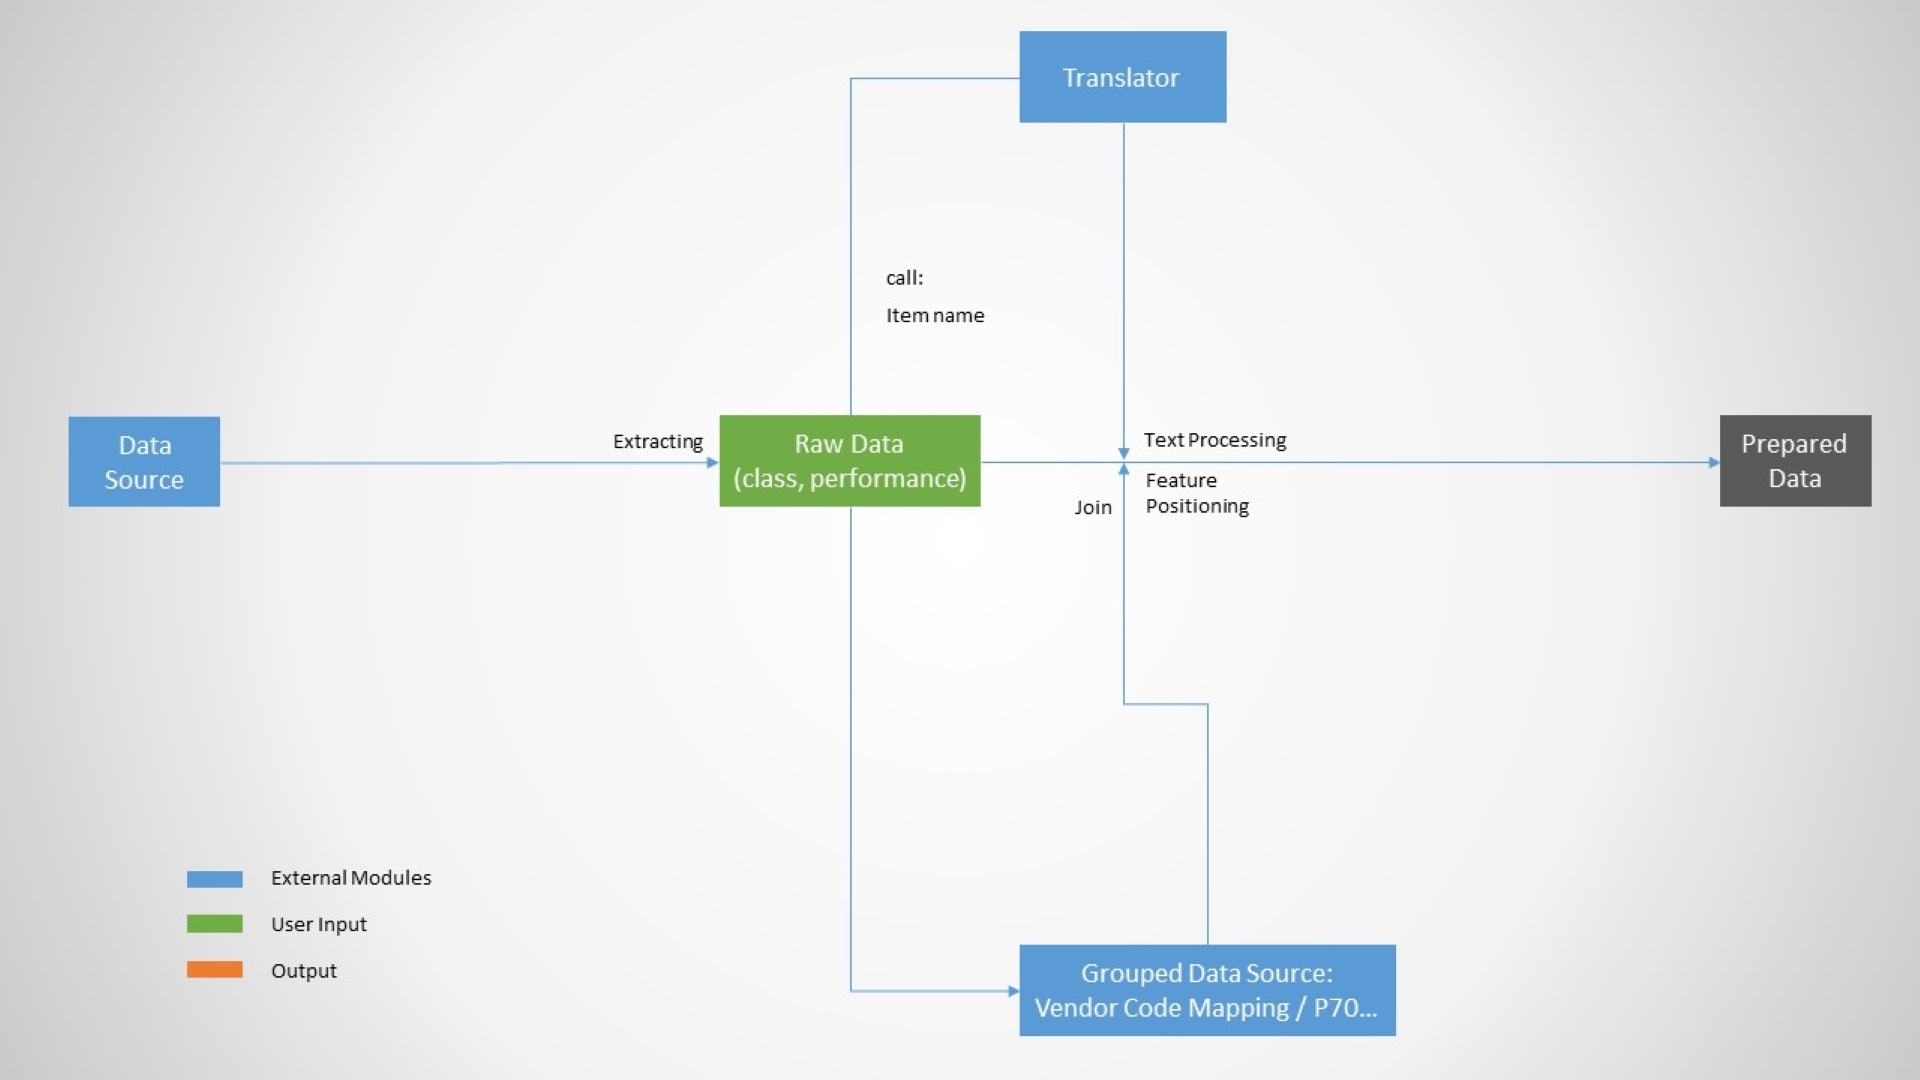 Translator
call:
Item name
Data
Source
Extracting
Raw Data
(class, performance)
Text Processing
Feature
Positioning
Join
Prepared
Data
External Modules
User Input
Output
Grouped Data Source:
Vendor Code Mapping / P70...